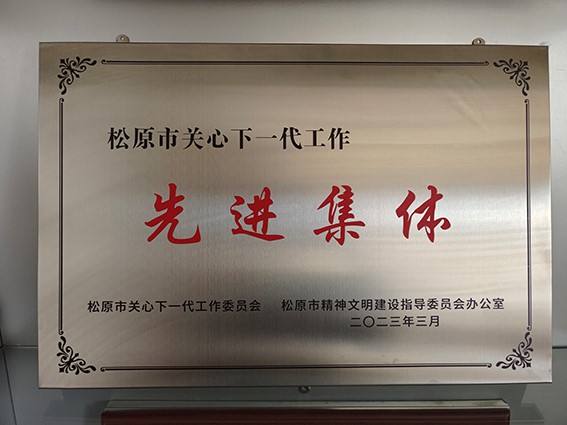 松原市关心下一代工作
先进集体
松原市关心下一代工作委员会 松原市精神文明建设指导委员会办公室
二〇二三年三月